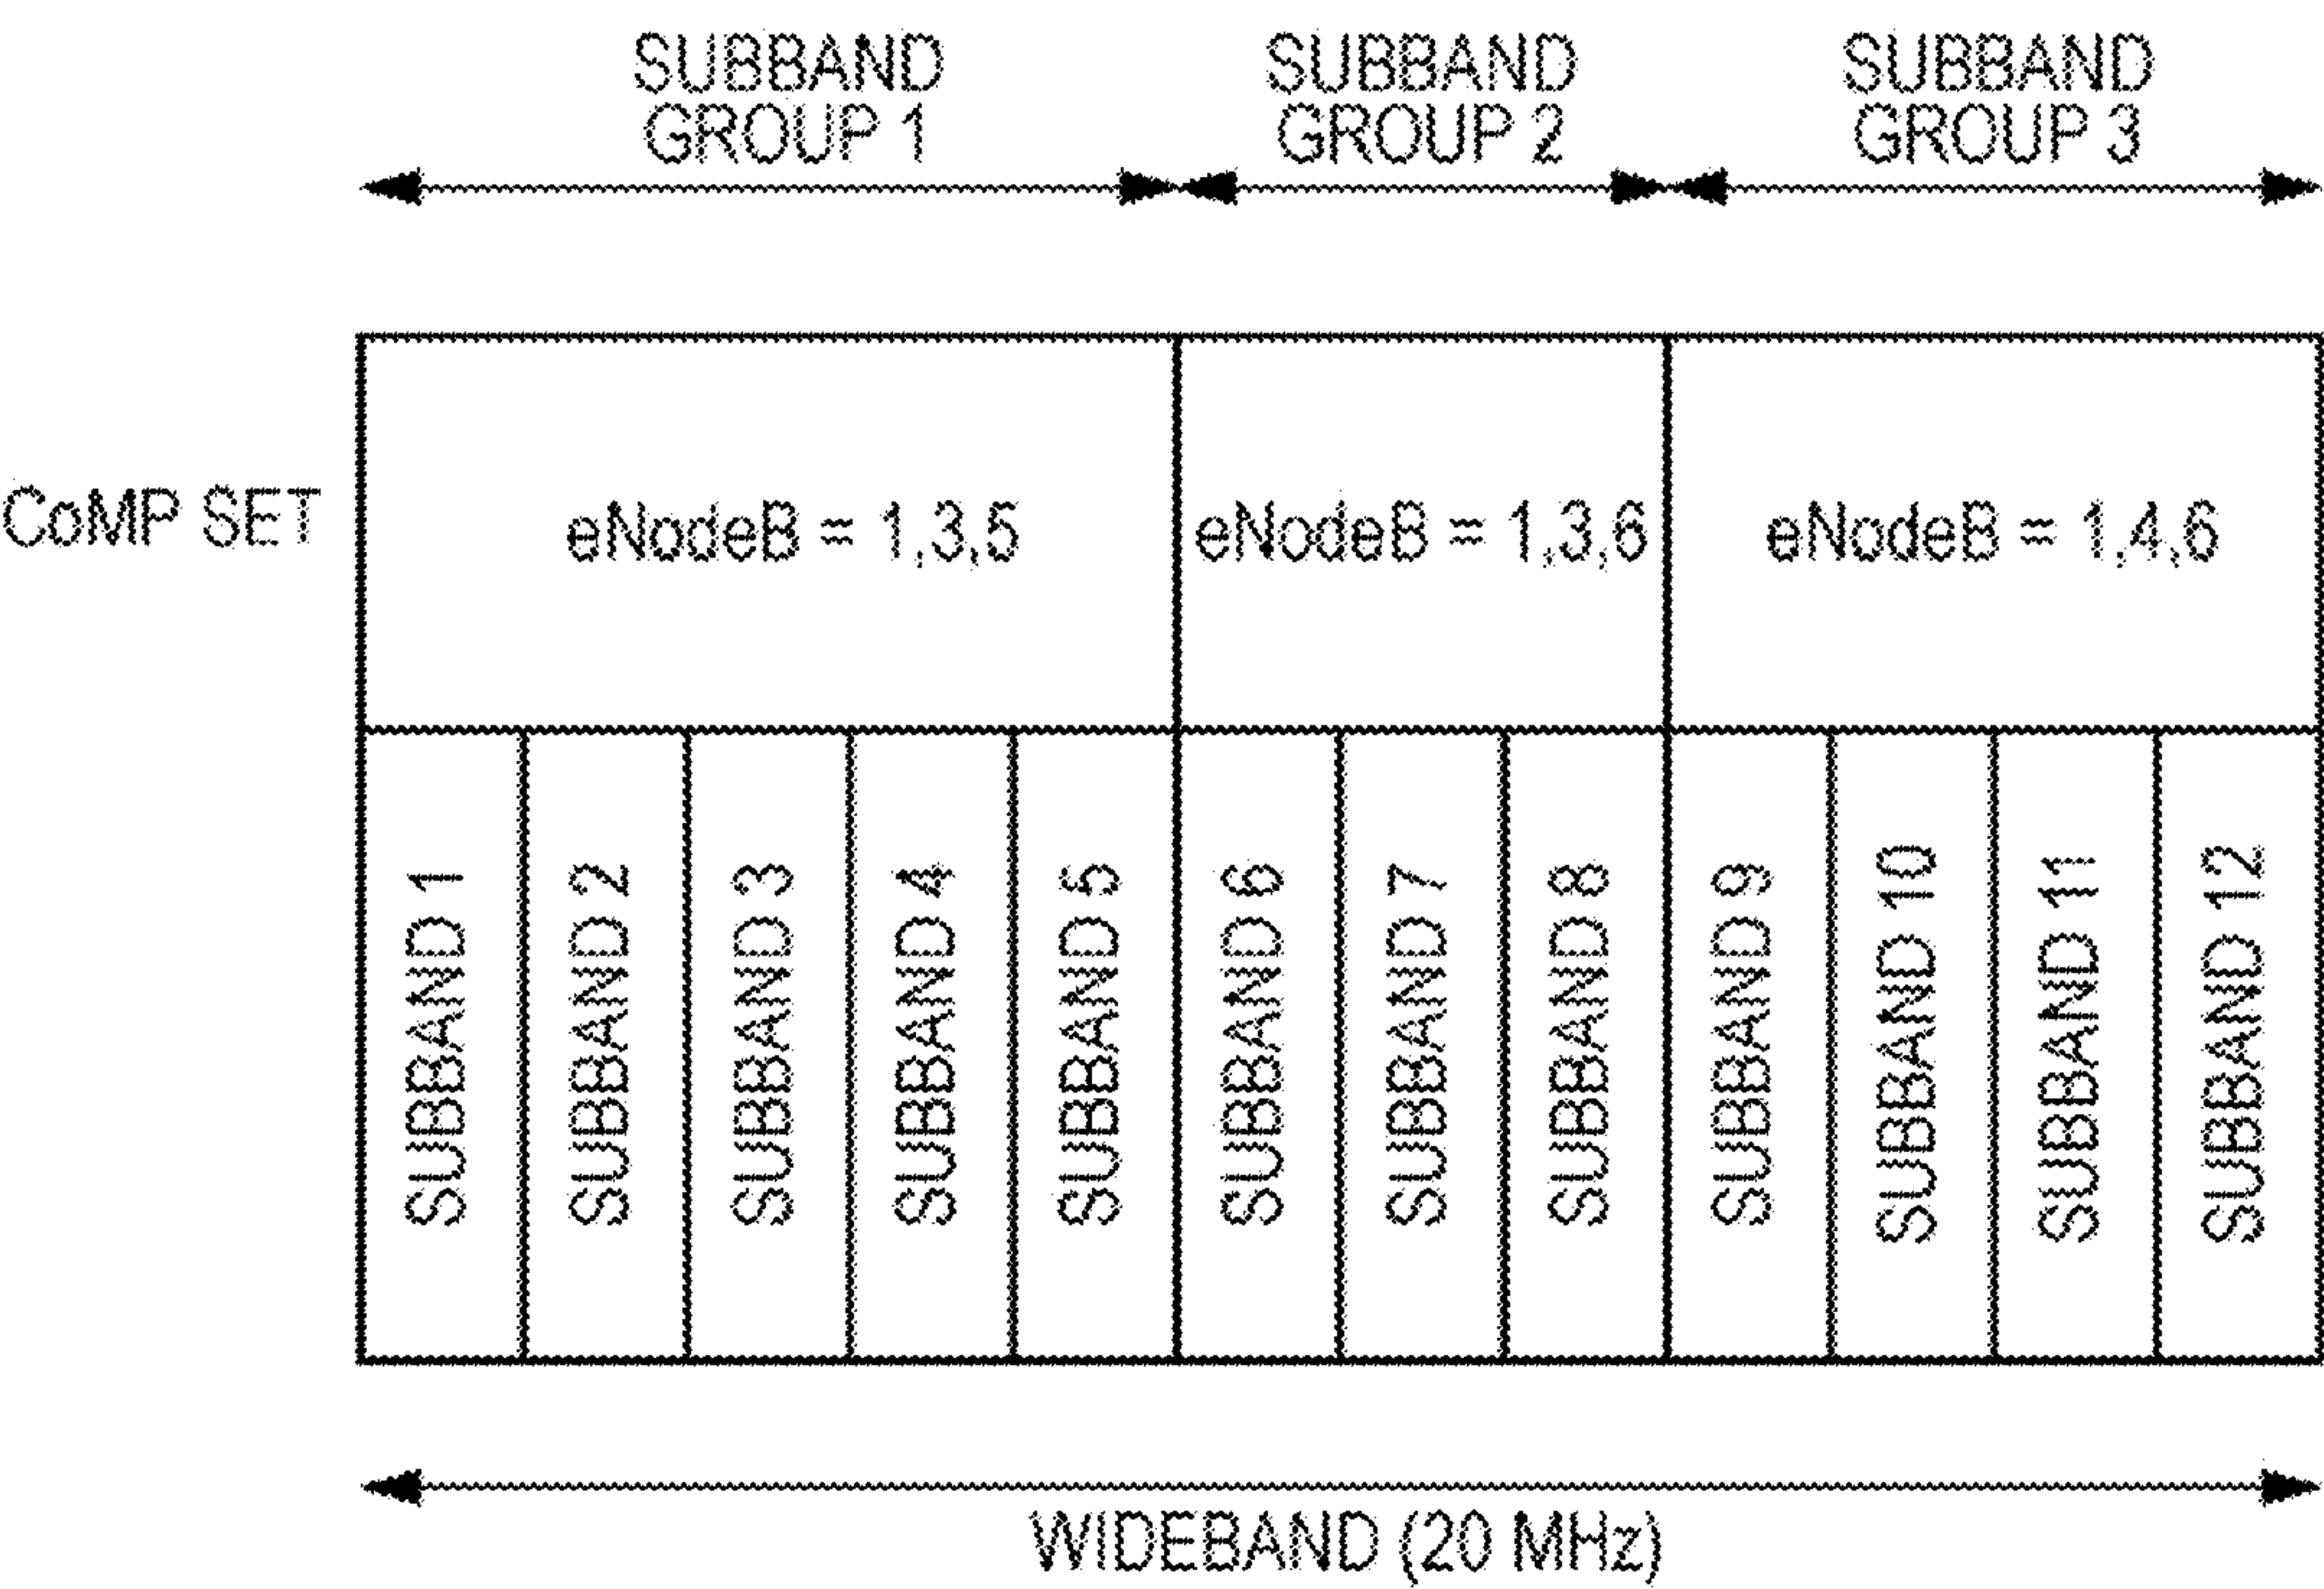 SUBBAND
GROUP 1
SUBBAND
GROUP 2
SUBBAND
GROUP 3
CoMP SET
eNodeB = 1,3,5
eNodeB = 1,3,6
eNodeB = 1,4,6
SUBBAND 1
SUBBAND 2
SUBBAND 3
SUBBAND 4
SUBBAND 5
SUBBAND 6
SUBBAND 7
SUBBAND 8
SUBBAND 9
SUBBAND 10
SUBBAND 11
SUBBAND 12
WIDEBAND (20 MHz)